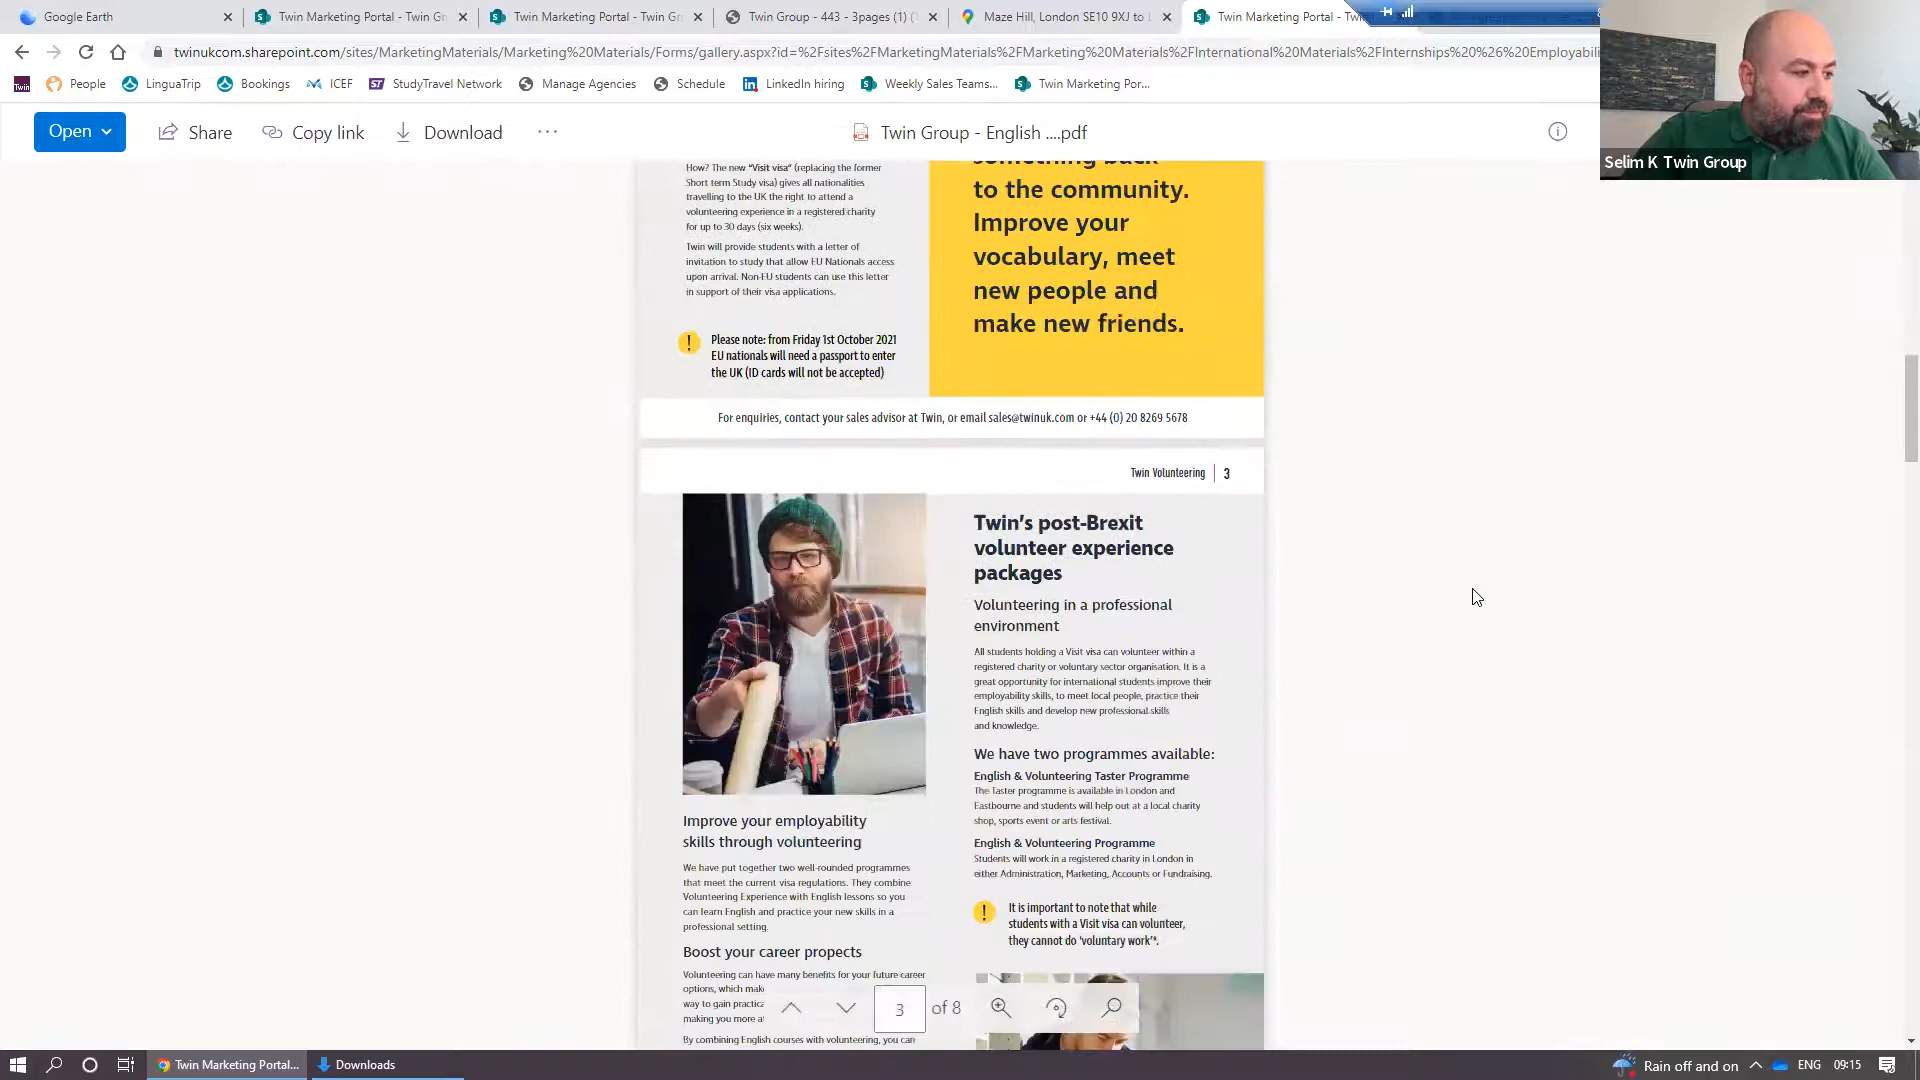 Google Earth
Twin Marketing Portal - Twin Gr
Twin Marketing Portal - Twin Gr
Twin Group - 443 - 3pages (1) (
Maze Hill, London SE10 9XJ to L
Twin Marketing Portal - Twin
twinukcom.sharepoint.com/sites/MarketingMaterials/Marketing%20Materials/Forms/gallery.aspx?id=%2Fsites%2FMarketingMaterials%2FMarketing%20Materials%2FInternational%20Materials%2FInternships%20%26%20Employabili
Twin
People
LinguaTrip
Bookings
ICEF
ST
StudyTravel Network
Manage Agencies
Schedule
LinkedIn hiring
Weekly Sales Teams...
Twin Marketing Por...
Open
Share
Copy link
Download
Twin Group - English ....pdf
Selim K Twin Group
How? The new “Visit visa” (replacing the former
Short term Study visa) gives all nationalities
travelling to the UK the right to attend a
volunteering experience in a registered charity
for up to 30 days (six weeks).
Twin will provide students with a letter of
invitation to study that allow EU Nationals access
upon arrival. Non-EU students can use this letter
in support of their visa applications.
! Please note: from Friday 1st October 2021
EU nationals will need a passport to enter
the UK (ID cards will not be accepted)
something back
to the community.
Improve your
vocabulary, meet
new people and
make new friends.
For enquiries, contact your sales advisor at Twin, or email sales@twinuk.com or +44 (0) 20 8269 5678
Twin Volunteering | 3
Improve your employability
skills through volunteering
We have put together two well-rounded programmes
that meet the current visa regulations. They combine
Volunteering Experience with English lessons so you
can learn English and practice your new skills in a
professional setting.
Boost your career propects
Volunteering can have many benefits for your future career
options, which mak
way to gain practica
making you more at
By combining English courses with volunteering, you can
Twin’s post-Brexit
volunteer experience
packages
Volunteering in a professional
environment
All students holding a Visit visa can volunteer within a
registered charity or voluntary sector organisation. It is a
great opportunity for international students improve their
employability skills, to meet local people, practice their
English skills and develop new professional skills
and knowledge.
We have two programmes available:
English & Volunteering Taster Programme
The Taster programme is available in London and
Eastbourne and students will help out at a local charity
shop, sports event or arts festival.
English & Volunteering Programme
Students will work in a registered charity in London in
either Administration, Marketing, Accounts or Fundraising.
! It is important to note that while
students with a Visit visa can volunteer,
they cannot do ‘voluntary work’*.
3 of 8
Twin Marketing Portal...
Downloads
Rain off and on
ENG
09:15